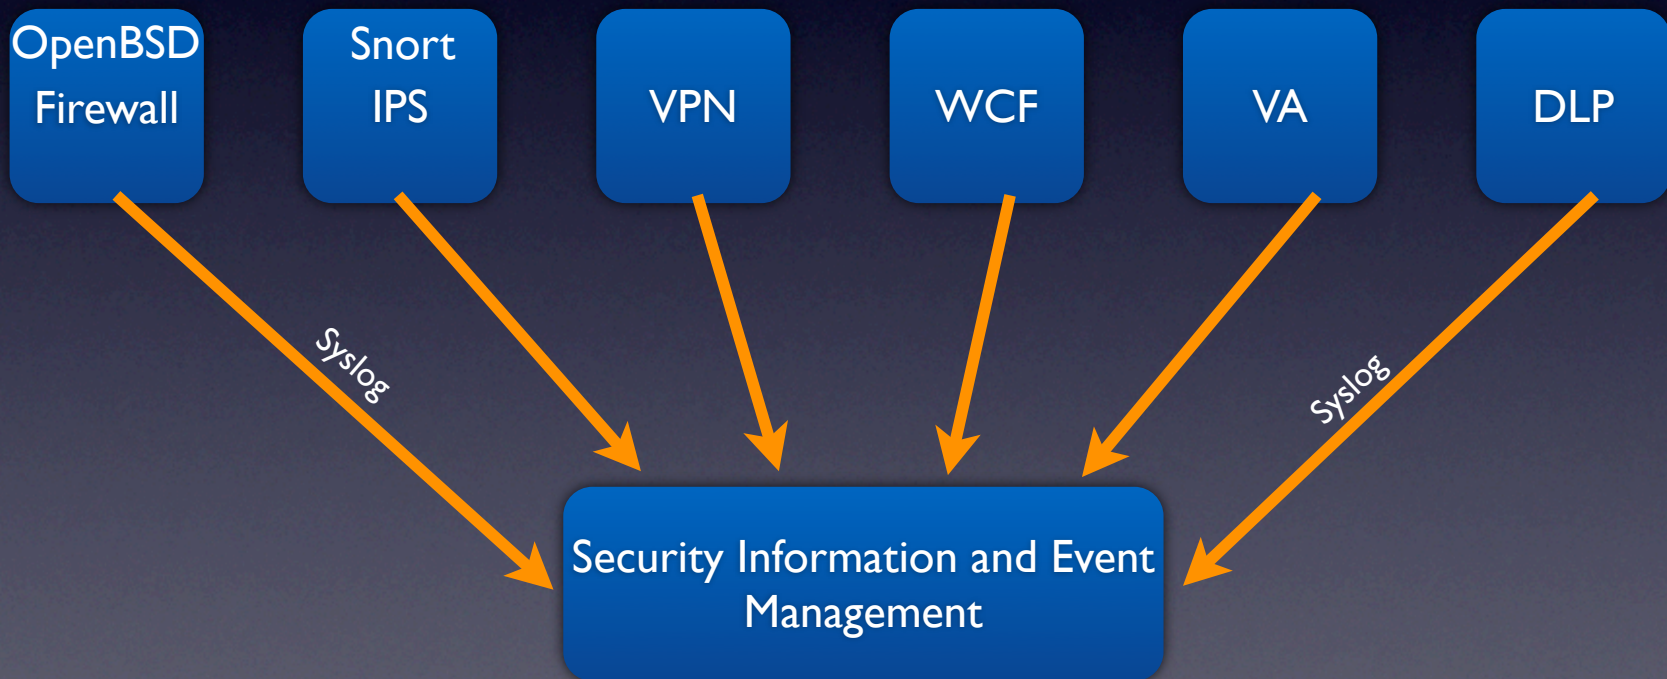 OpenBSD
Firewall
Snort
IPS
VPN
WCF
VA
DLP
Syslog
Syslog
Security Information and Event
Management